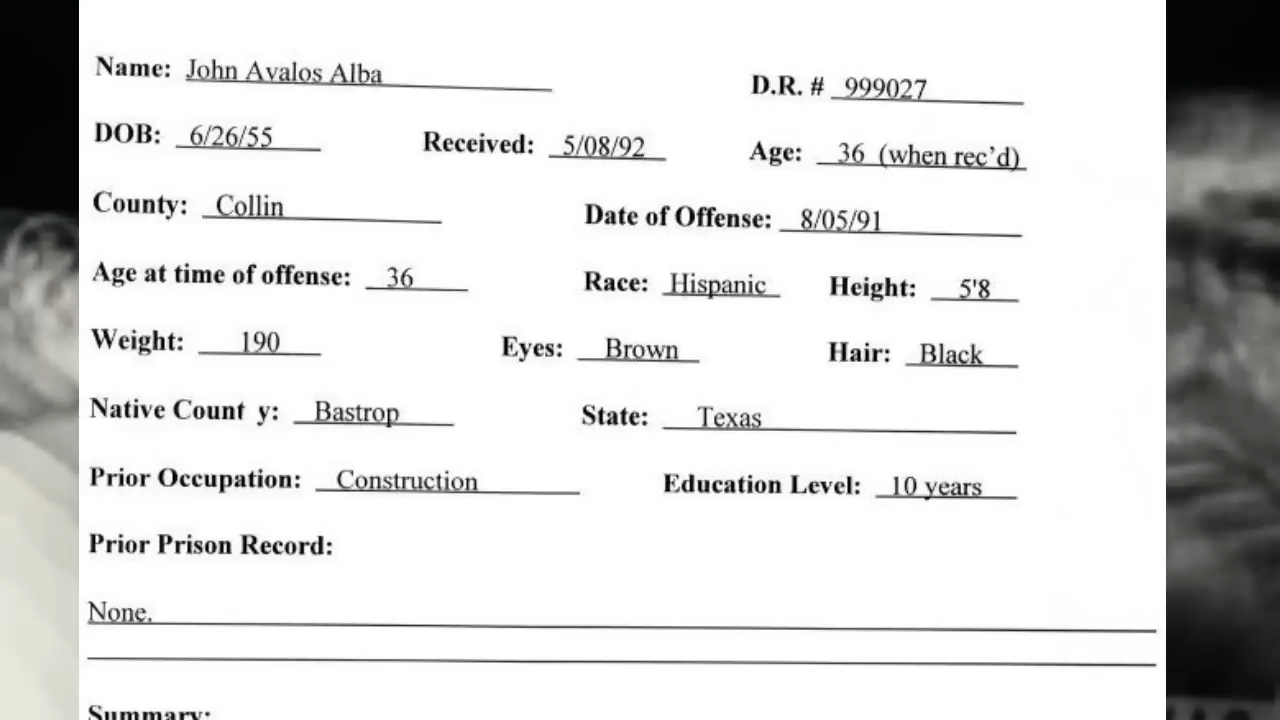 Name: John Avalos Alba D.R. # 999027
DOB: 6/26/55 Received: 5/08/92 Age: 36 (when rec'd)
County: Collin Date of Offense: 8/05/91
Age at time of offense: 36 Race: Hispanic Height: 5'8
Weight: 190 Eyes: Brown Hair: Black
Native Count y: Bastrop State: Texas
Prior Occupation: Construction Education Level: 10 years
Prior Prison Record:
None.
Summary: